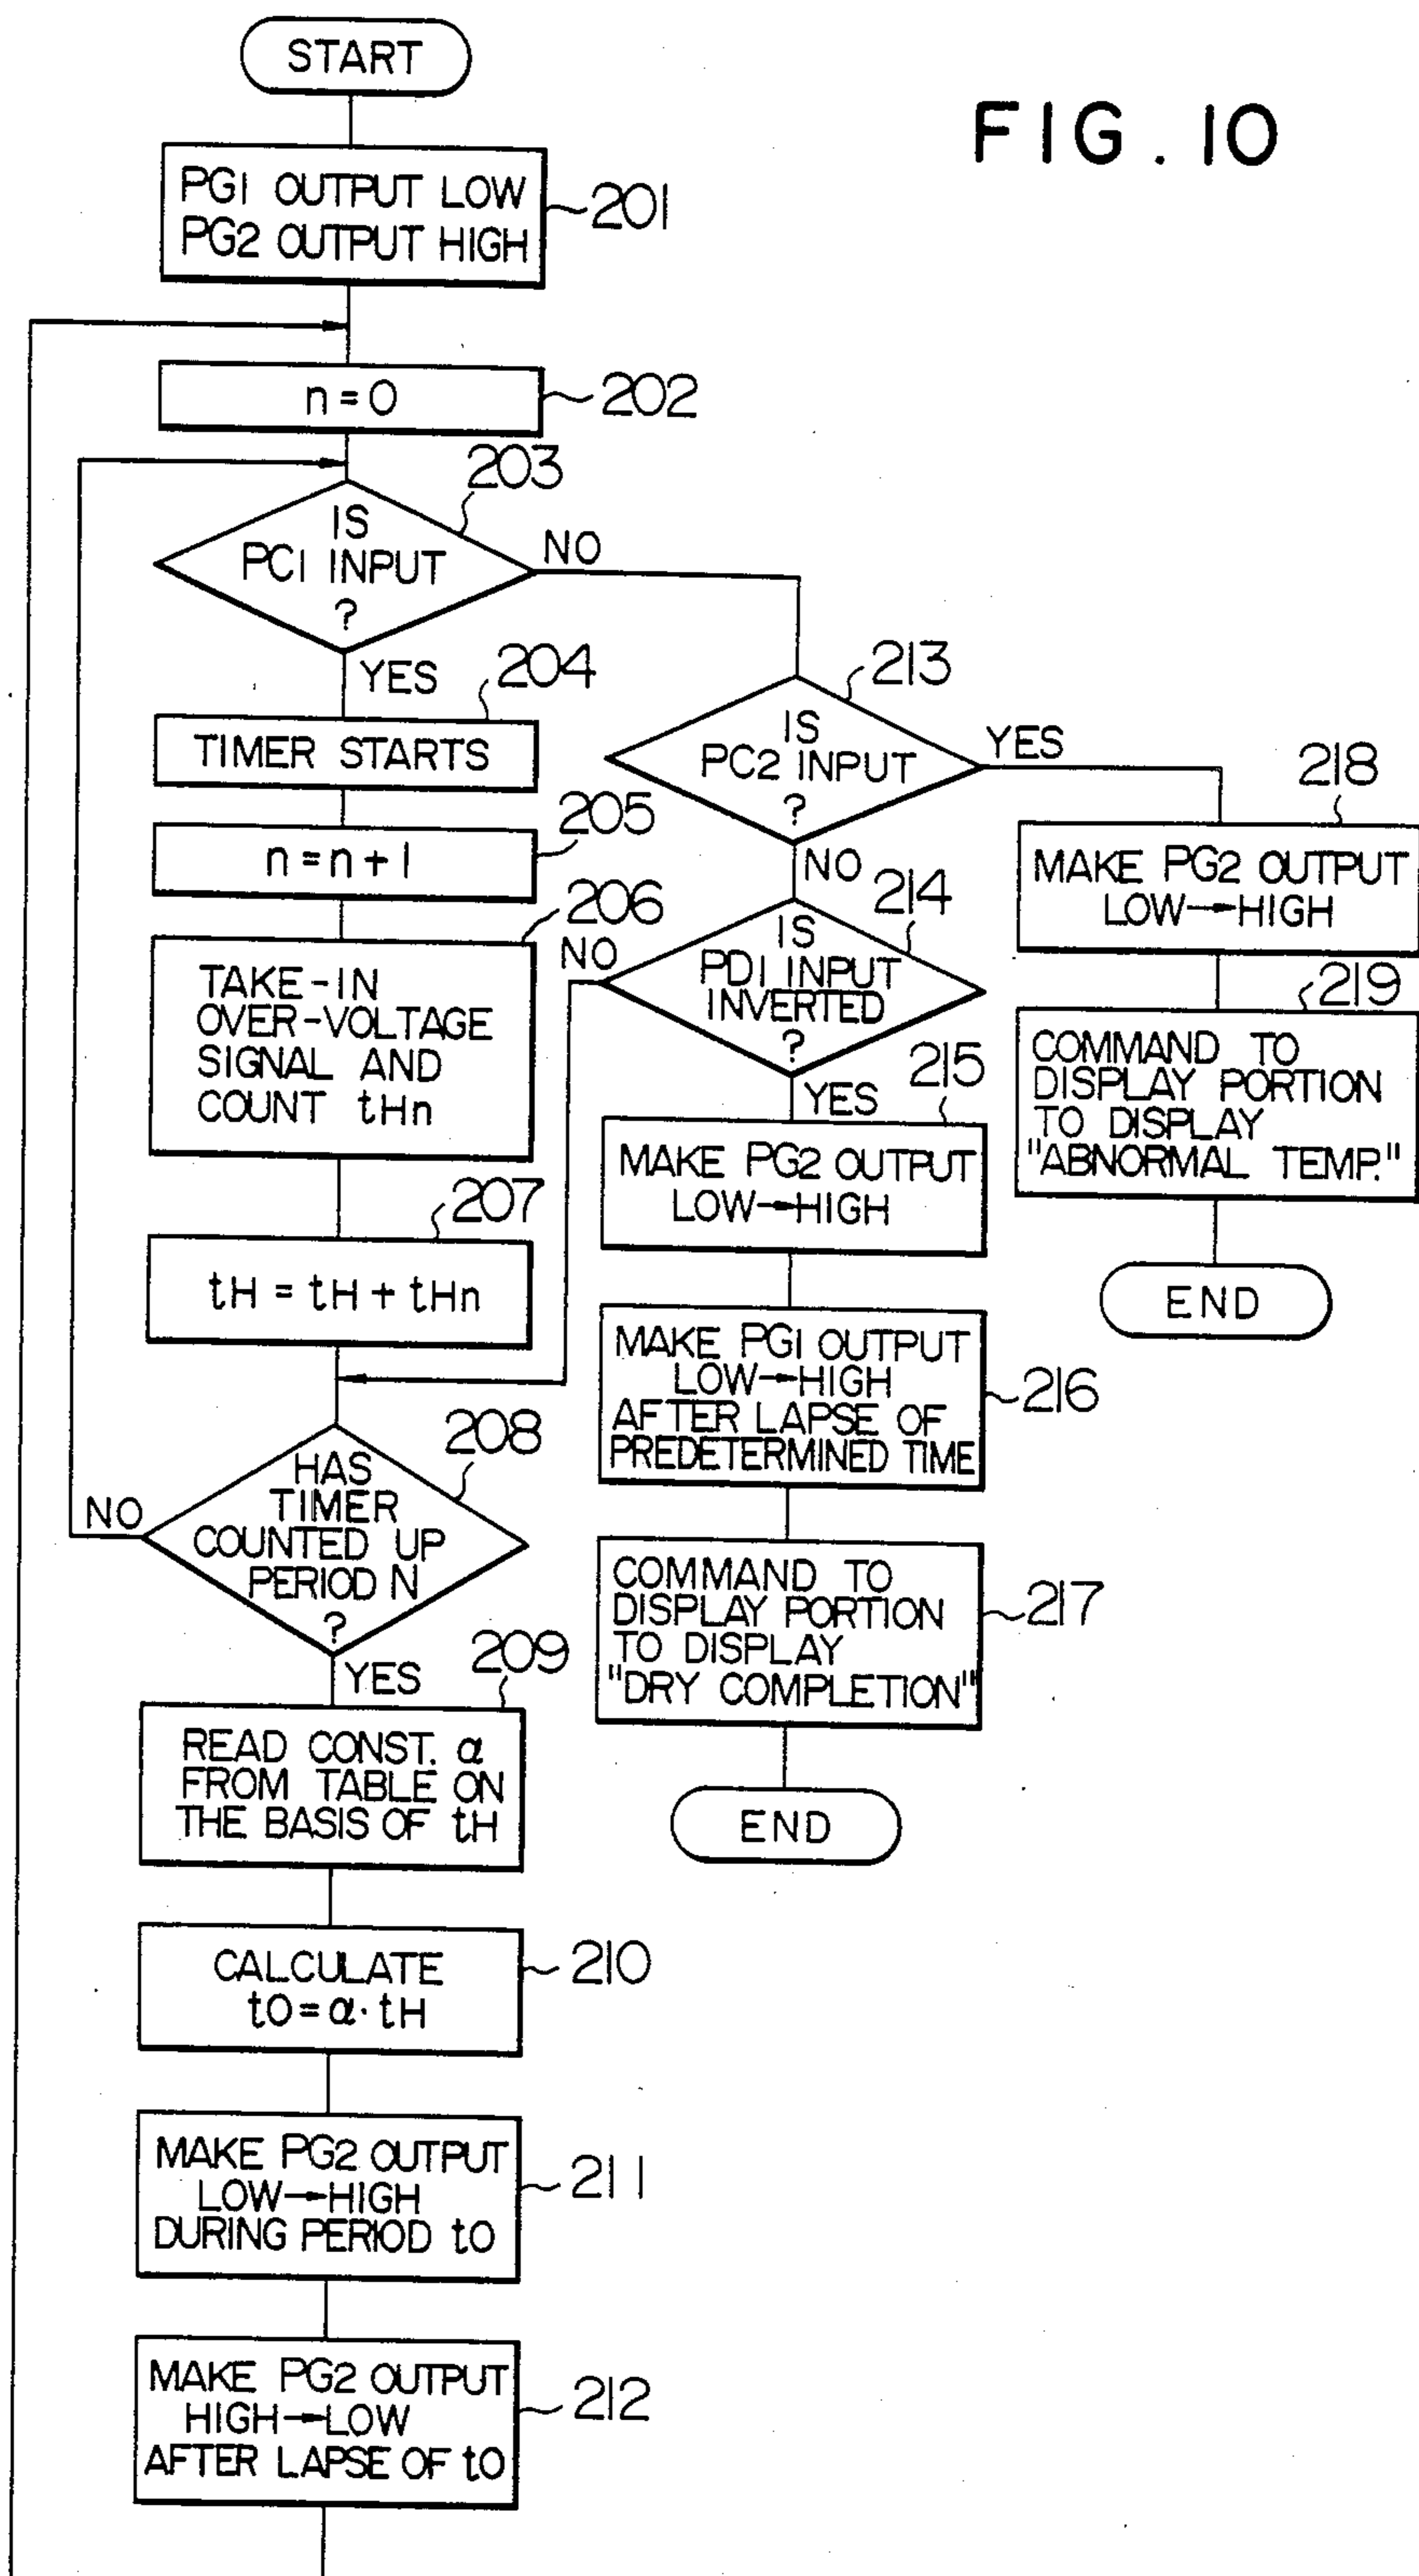 START
FIG. 10
PG1 OUTPUT LOW
PG2 OUTPUT HIGH
201
n = 0
202
203
IS
PC1 INPUT
?
NO
YES
204
TIMER STARTS
205
n = n + 1
206
TAKE-IN
OVER-VOLTAGE
SIGNAL AND
COUNT tHn
207
tH = tH + tHn
208
HAS
TIMER
COUNTED UP
PERIOD N
?
NO
YES
209
READ CONST. α
FROM TABLE ON
THE BASIS OF tH
CALCULATE
tO = α · tH
210
MAKE PG2 OUTPUT
LOW→HIGH
DURING PERIOD tO
211
MAKE PG2 OUTPUT
HIGH→LOW
AFTER LAPSE OF tO
212
213
IS
PC2 INPUT
?
YES
NO
214
IS
PD1 INPUT
INVERTED
?
NO
YES
215
MAKE PG2 OUTPUT
LOW→HIGH
MAKE PG1 OUTPUT
LOW→HIGH
AFTER LAPSE OF
PREDETERMINED TIME
216
COMMAND TO
DISPLAY PORTION
TO DISPLAY
"DRY COMPLETION"
217
END
218
MAKE PG2 OUTPUT
LOW→HIGH
219
COMMAND TO
DISPLAY PORTION
TO DISPLAY
"ABNORMAL TEMP."
END